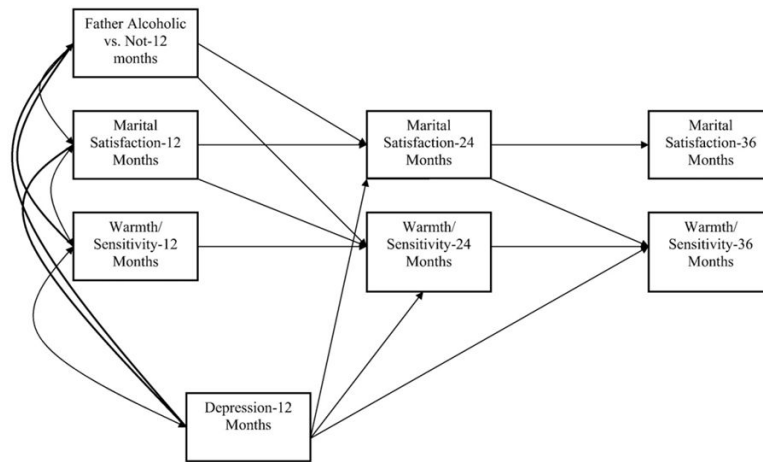 Father Alcoholic
vs. Not-12
months
Marital
Satisfaction-12
Months
Marital
Satisfaction-24
Months
Marital
Satisfaction-36
Months
Warmth/
Sensitivity-12
Months
Warmth/
Sensitivity-24
Months
Warmth/
Sensitivity-36
Months
Depression-12
Months